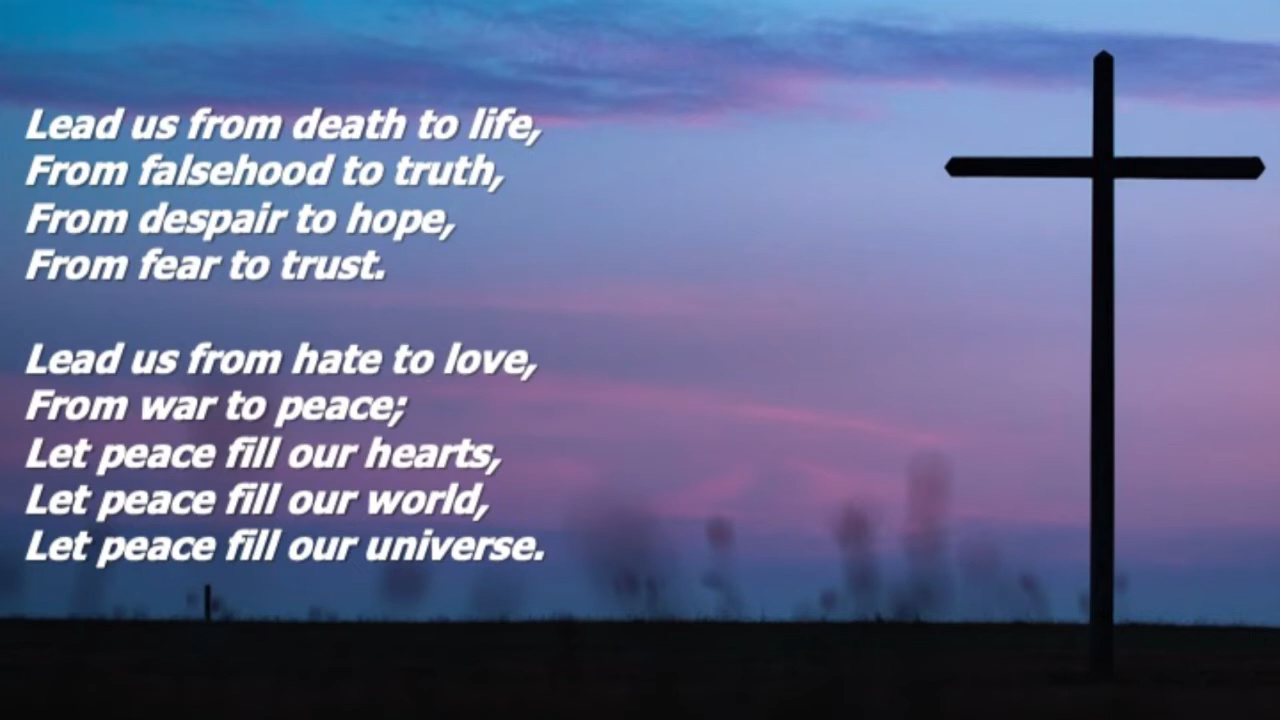 Lead us from death to life,
From falsehood to truth,
From despair to hope,
From fear to trust.
Lead us from hate to love,
From war to peace;
Let peace fill our hearts,
Let peace fill our world,
Let peace fill our universe.